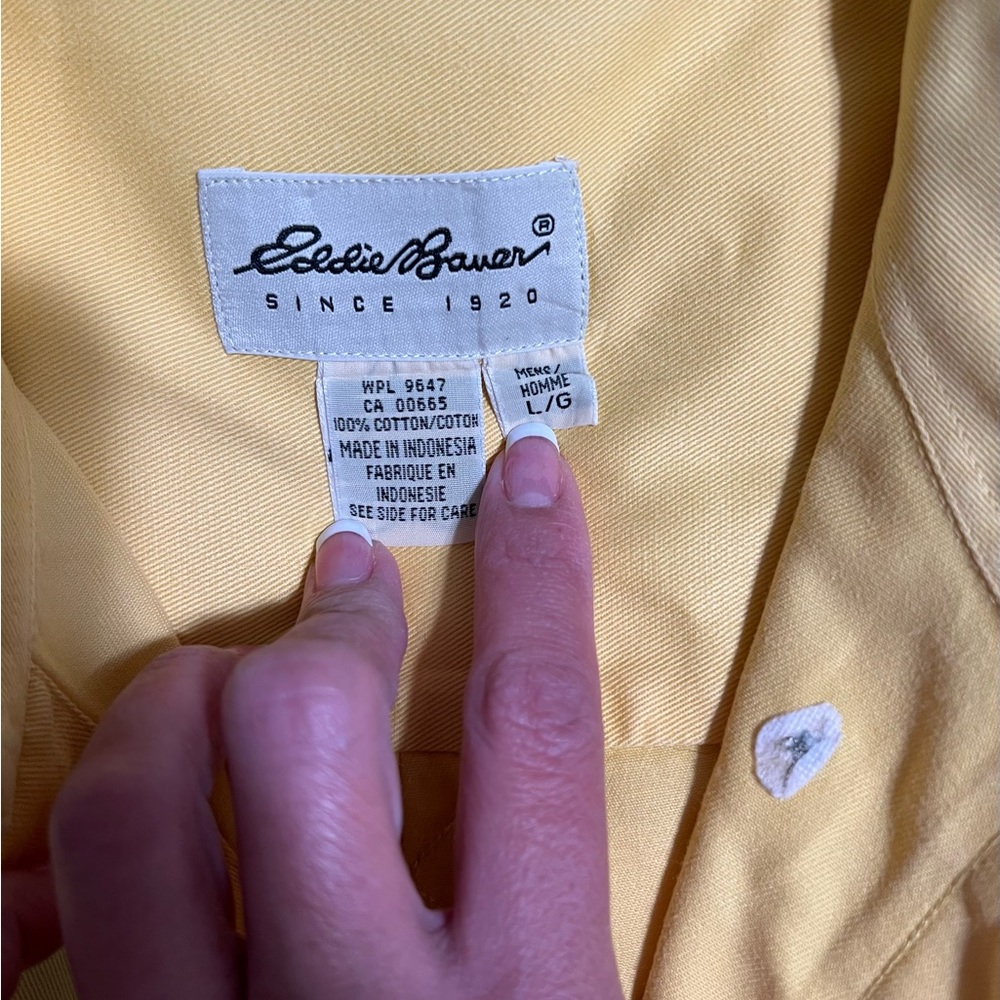 Eddie Bauer®
SINCE 1920
WPL 9647
CA 00665
100% COTTON/COTON
MADE IN INDONESIA
FABRIQUE EN
INDONESIE
SEE SIDE FOR CARE
MENS/
HOMME
L/G